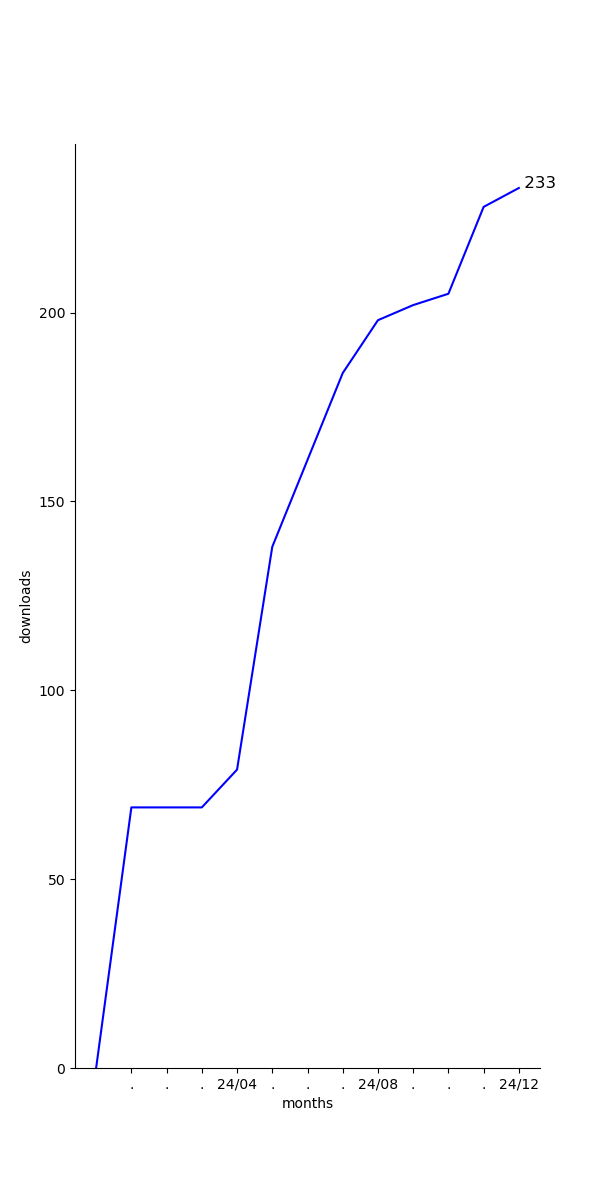 233
200
150
100
50
0
downloads
. . . 24/04 . . . 24/08 . . . 24/12
months